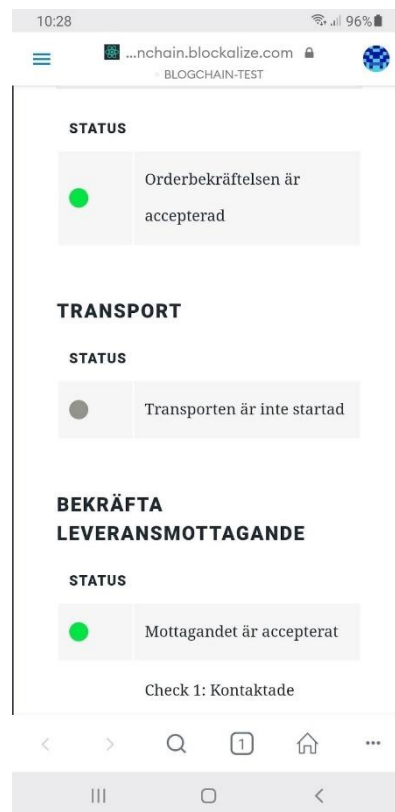 10:28
96%
...nchain.blockalize.com
BLOGCHAIN-TEST
STATUS
Orderbekräftelsen är
accepterad
TRANSPORT
STATUS
Transporten är inte startad
BEKRÄFTA
LEVERANSMOTTAGANDE
STATUS
Mottagandet är accepterat
Check 1: Kontaktade
1